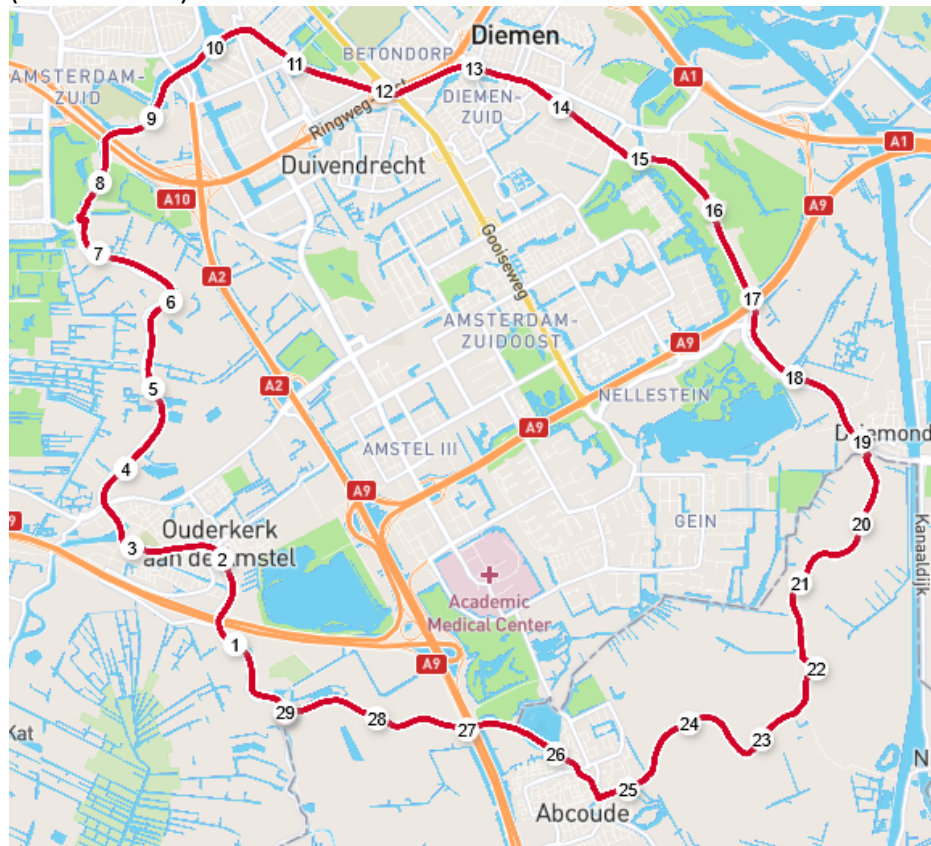 10
Diemen
BETONDORP
11
13
A1
AMSTERDAM-
ZUID
12
DIEMEN-
ZUID
14
9
Ringweg-
A1
Duivendrecht
15
8
A10
A9
16
7
Gooiseweg
A2
6
17
AMSTERDAM-
ZUIDOOST
A9
A2
5
18
NELLESTEIN
A9
AMSTEL III
19
4
A9
GEIN
20
Kanaaldijk
Ouderkerk
aan de Amstel
3
2
21
Academic
Medical Center
1
A9
22
29
28
27
24
23
Kat
26
25
Abcoude
N